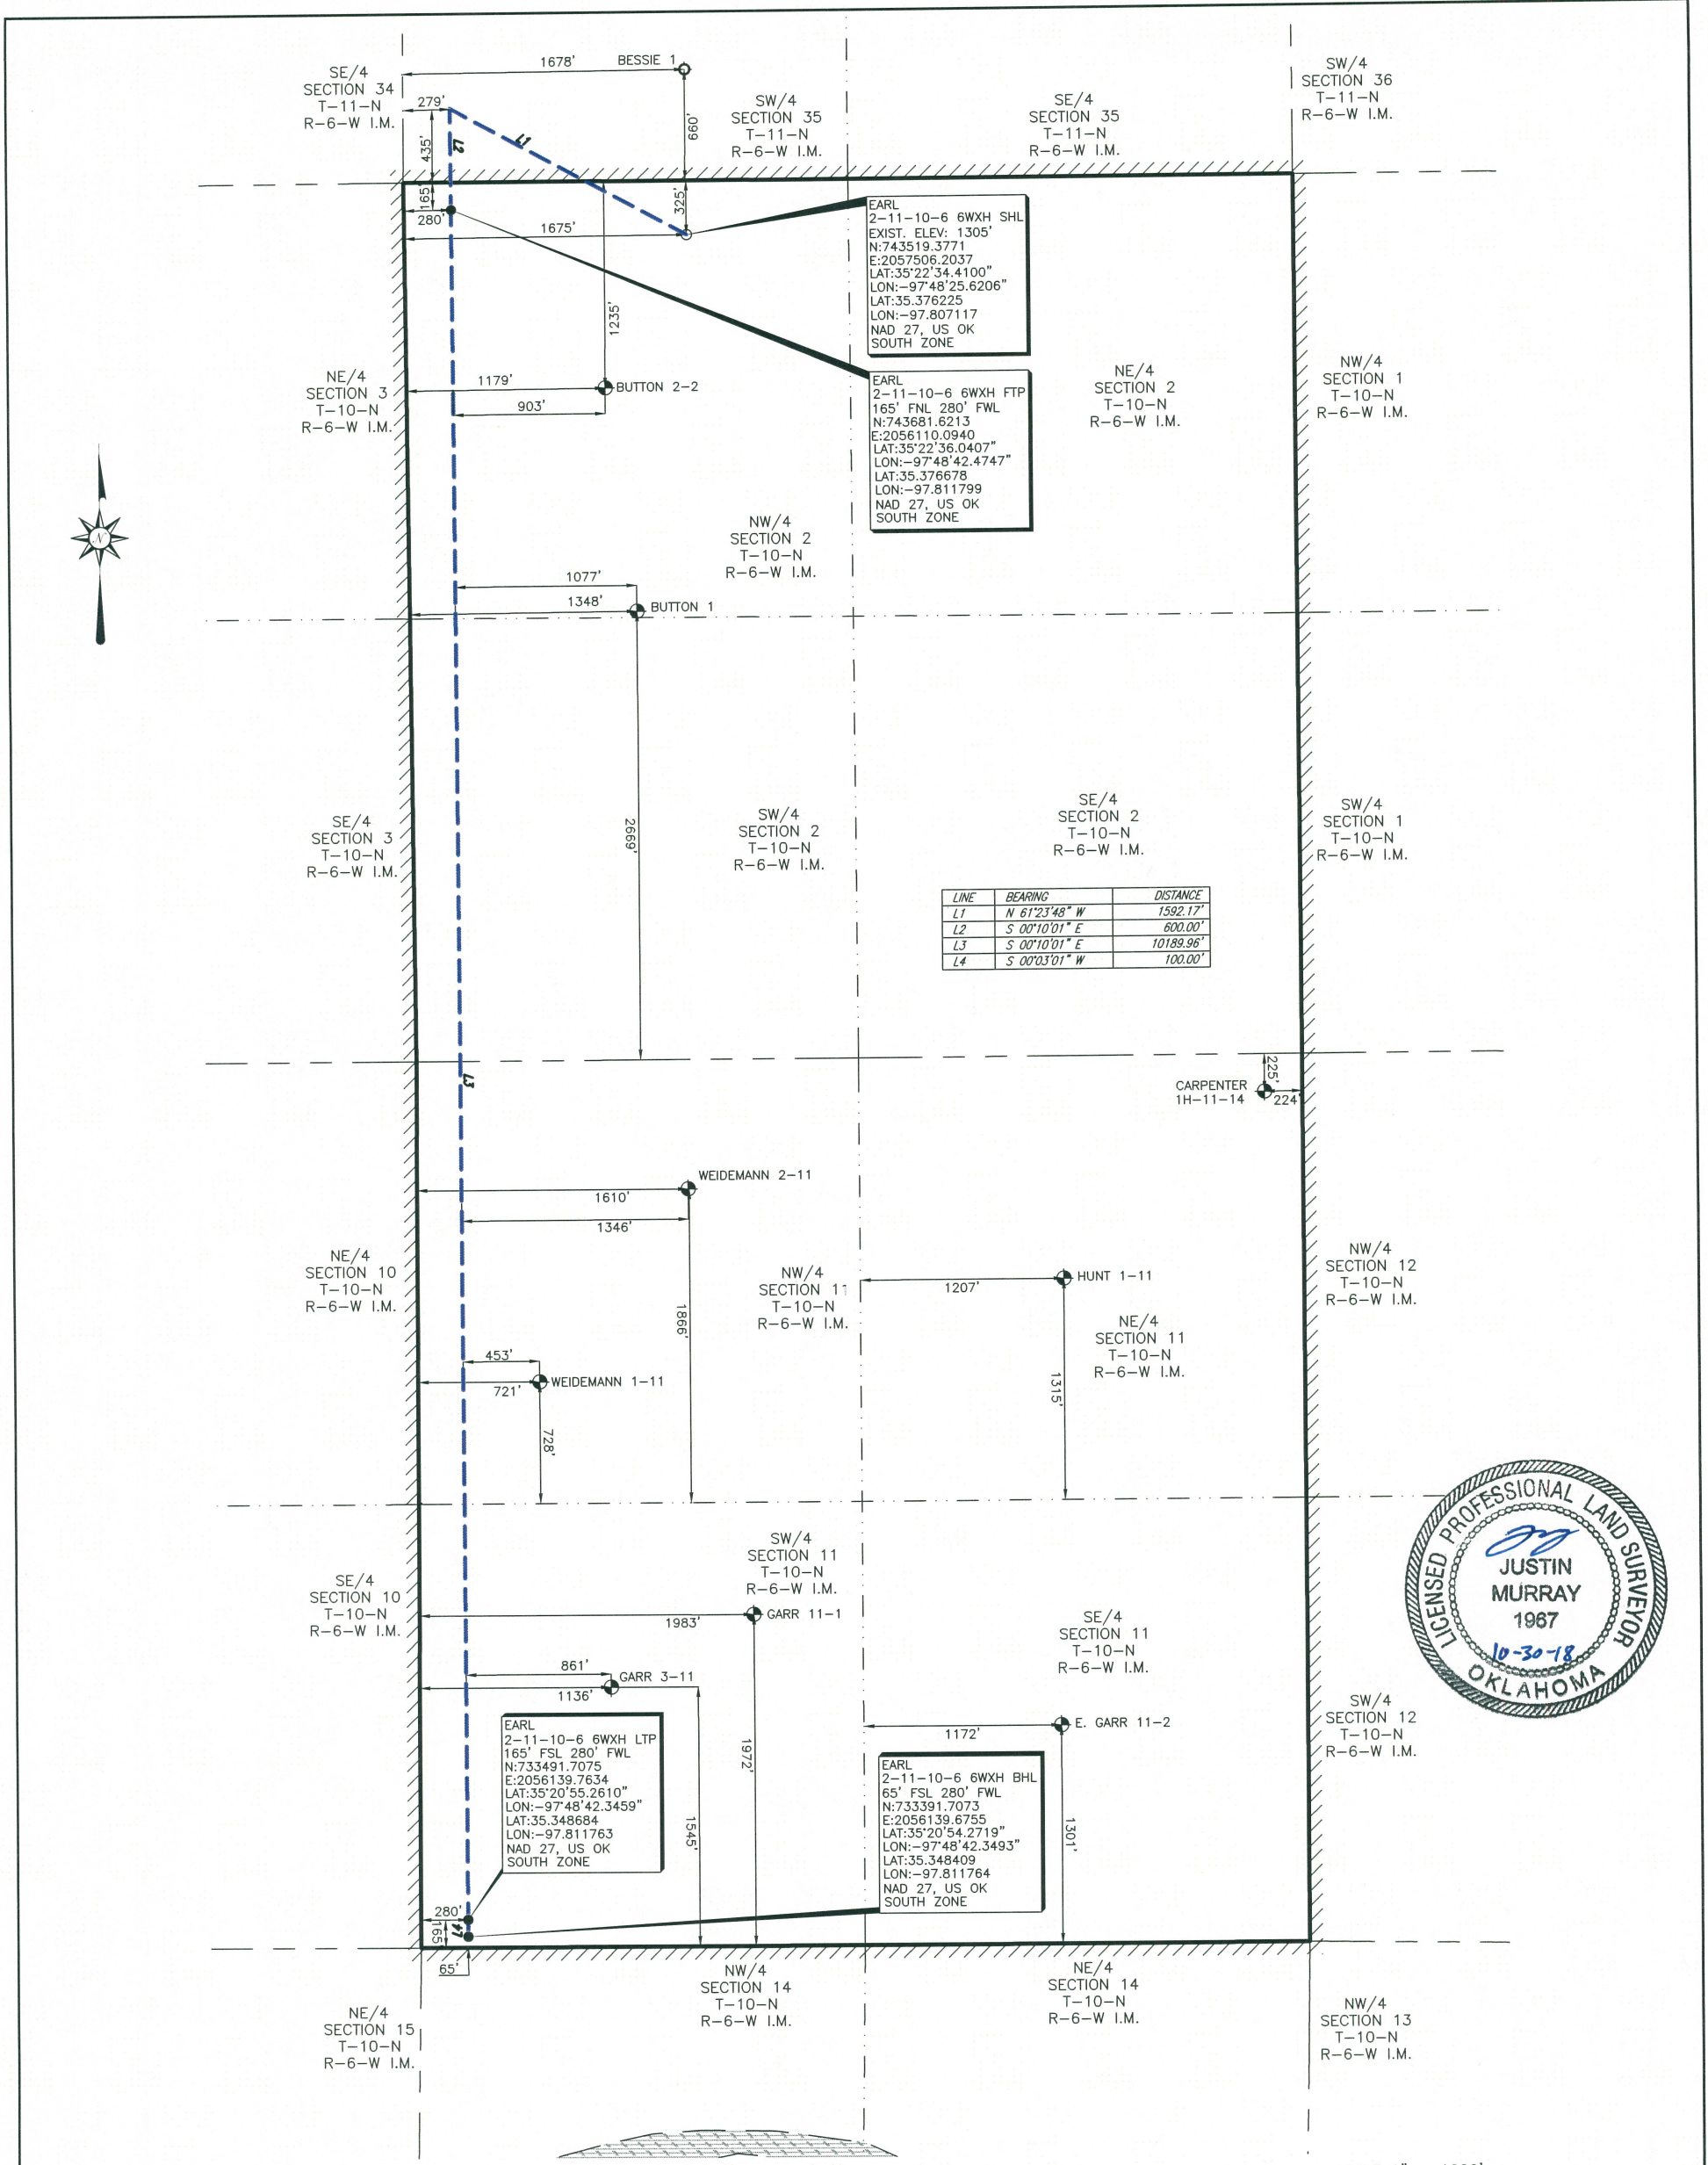 SE/4
SECTION 34
T-11-N
R-6-W I.M.
1678'
BESSIE 1
279'
435'
L2
L1
660'
SW/4
SECTION 35
T-11-N
R-6-W I.M.
SE/4
SECTION 35
T-11-N
R-6-W I.M.
SW/4
SECTION 36
T-11-N
R-6-W I.M.
165'
280'
325'
1675'
EARL
2-11-10-6 6WXH SHL
EXIST. ELEV: 1305'
N:743519.3771
E:2057506.2037
LAT:35°22'34.4100"
LON:-97°48'25.6206"
LAT:35.376225
LON:-97.807117
NAD 27, US OK
SOUTH ZONE
1235'
NE/4
SECTION 3
T-10-N
R-6-W I.M.
1179'
BUTTON 2-2
903'
EARL
2-11-10-6 6WXH FTP
165' FNL 280' FWL
N:743681.6213
E:2056110.0940
LAT:35°22'36.0407"
LON:-97°48'42.4747"
LAT:35.376678
LON:-97.811799
NAD 27, US OK
SOUTH ZONE
NE/4
SECTION 2
T-10-N
R-6-W I.M.
NW/4
SECTION 1
T-10-N
R-6-W I.M.
N
NW/4
SECTION 2
T-10-N
R-6-W I.M.
1077'
1348'
BUTTON 1
SE/4
SECTION 3
T-10-N
R-6-W I.M.
2669'
SW/4
SECTION 2
T-10-N
R-6-W I.M.
SE/4
SECTION 2
T-10-N
R-6-W I.M.
SW/4
SECTION 1
T-10-N
R-6-W I.M.
LINE BEARING DISTANCE
L1 N 61°23'48" W 1592.17'
L2 S 00°10'01" E 600.00'
L3 S 00°10'01" E 10189.96'
L4 S 00°03'01" W 100.00'
L3
225'
CARPENTER
1H-11-14
224'
WEIDEMANN 2-11
1610'
1346'
NE/4
SECTION 10
T-10-N
R-6-W I.M.
1866'
NW/4
SECTION 11
T-10-N
R-6-W I.M.
1207'
HUNT 1-11
NE/4
SECTION 11
T-10-N
R-6-W I.M.
1315'
NW/4
SECTION 12
T-10-N
R-6-W I.M.
453'
721'
WEIDEMANN 1-11
728'
SE/4
SECTION 10
T-10-N
R-6-W I.M.
SW/4
SECTION 11
T-10-N
R-6-W I.M.
1983'
GARR 11-1
SE/4
SECTION 11
T-10-N
R-6-W I.M.
LICENSED PROFESSIONAL LAND SURVEYOR
JUSTIN
MURRAY
1967
10-30-18
OKLAHOMA
861'
1136'
GARR 3-11
1972'
1545'
1172'
E. GARR 11-2
1301'
SW/4
SECTION 12
T-10-N
R-6-W I.M.
EARL
2-11-10-6 6WXH LTP
165' FSL 280' FWL
N:733491.7075
E:2056139.7634
LAT:35°20'55.2610"
LON:-97°48'42.3459"
LAT:35.348684
LON:-97.811763
NAD 27, US OK
SOUTH ZONE
EARL
2-11-10-6 6WXH BHL
65' FSL 280' FWL
N:733391.7073
E:2056139.6755
LAT:35°20'54.2719"
LON:-97°48'42.3493"
LAT:35.348409
LON:-97.811764
NAD 27, US OK
SOUTH ZONE
280'
165'
L4
65'
NE/4
SECTION 15
T-10-N
R-6-W I.M.
NW/4
SECTION 14
T-10-N
R-6-W I.M.
NE/4
SECTION 14
T-10-N
R-6-W I.M.
NW/4
SECTION 13
T-10-N
R-6-W I.M.